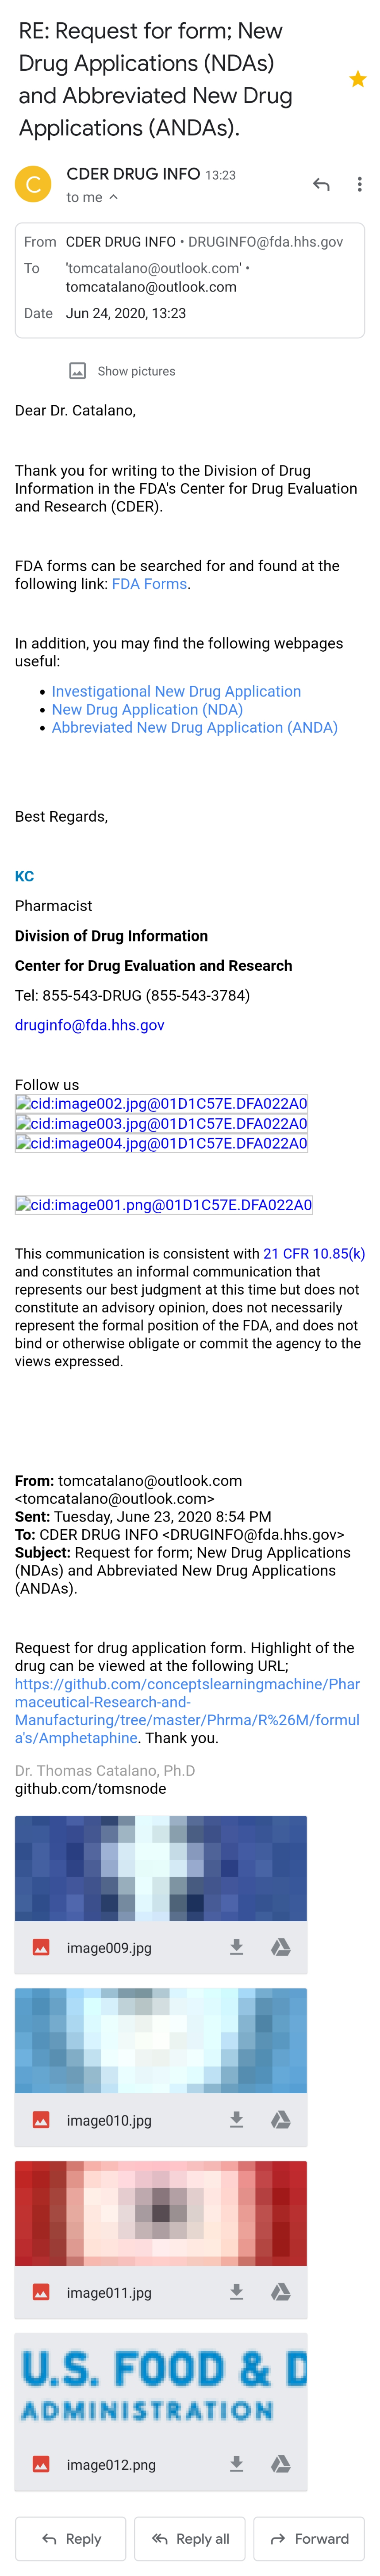 RE: Request for form; New
Drug Applications (NDAs)
and Abbreviated New Drug
Applications (ANDAs).
C
CDER DRUG INFO 13:23
to me
From CDER DRUG INFO • DRUGINFO@fda.hhs.gov
To 'tomcatalano@outlook.com' •
tomcatalano@outlook.com
Date Jun 24, 2020, 13:23
Show pictures
Dear Dr. Catalano,
Thank you for writing to the Division of Drug
Information in the FDA's Center for Drug Evaluation
and Research (CDER).
FDA forms can be searched for and found at the
following link: FDA Forms.
In addition, you may find the following webpages
useful:
• Investigational New Drug Application
• New Drug Application (NDA)
• Abbreviated New Drug Application (ANDA)
Best Regards,
KC
Pharmacist
Division of Drug Information
Center for Drug Evaluation and Research
Tel: 855-543-DRUG (855-543-3784)
druginfo@fda.hhs.gov
Follow us
cid:image002.jpg@01D1C57E.DFA022A0
cid:image003.jpg@01D1C57E.DFA022A0
cid:image004.jpg@01D1C57E.DFA022A0
cid:image001.png@01D1C57E.DFA022A0
This communication is consistent with 21 CFR 10.85(k)
and constitutes an informal communication that
represents our best judgment at this time but does not
constitute an advisory opinion, does not necessarily
represent the formal position of the FDA, and does not
bind or otherwise obligate or commit the agency to the
views expressed.
From: tomcatalano@outlook.com
<tomcatalano@outlook.com>
Sent: Tuesday, June 23, 2020 8:54 PM
To: CDER DRUG INFO <DRUGINFO@fda.hhs.gov>
Subject: Request for form; New Drug Applications
(NDAs) and Abbreviated New Drug Applications
(ANDAs).
Request for drug application form. Highlight of the
drug can be viewed at the following URL;
https://github.com/conceptslearningmachine/Phar
maceutical-Research-and-
Manufacturing/tree/master/Phrma/R%26M/formul
a's/Amphetaphine. Thank you.
Dr. Thomas Catalano, Ph.D
github.com/tomsnode
image009.jpg
image010.jpg
image011.jpg
U.S. FOOD & D
ADMINISTRATION
image012.png
Reply
Reply all
Forward